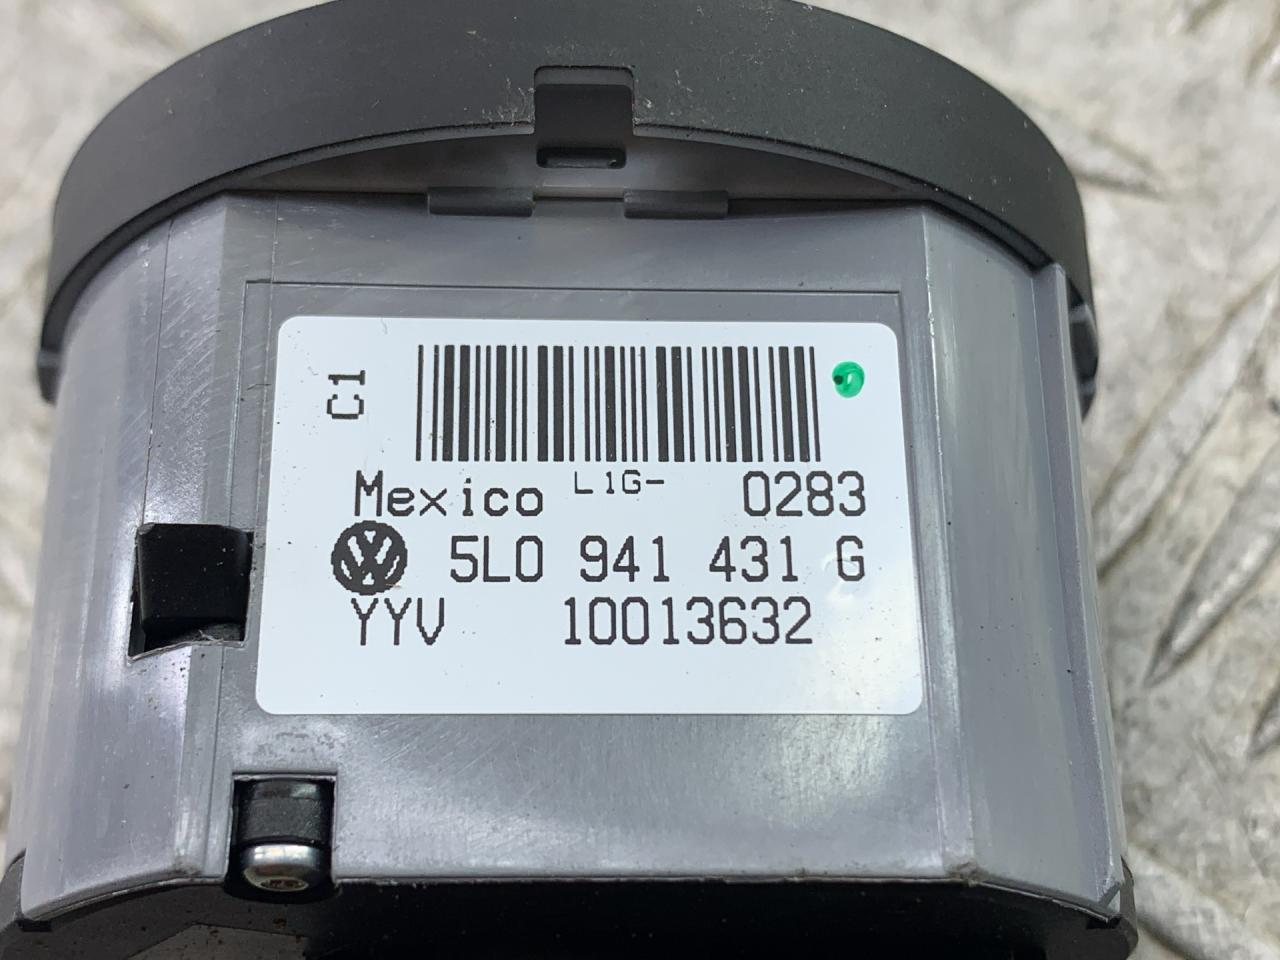 C1
Mexico L1G- 0283
5L0 941 431 G
YYV 10013632